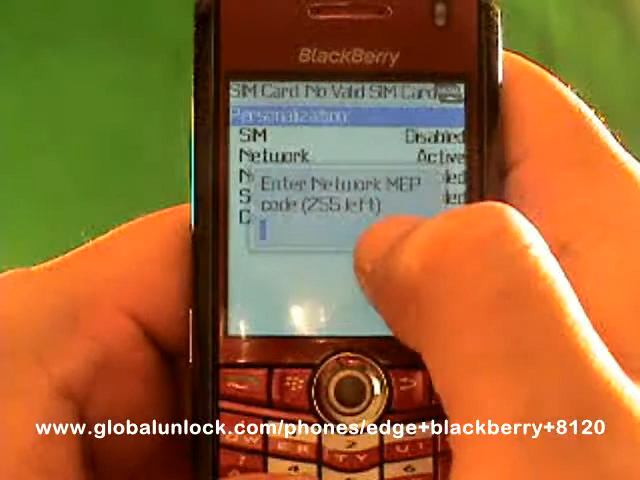 BlackBerry
SIM Card :No Valid SIM Card
Personalization:
SIM Disabled
Network Active
Enter Network MEP
code (255 left)
www.globalunlock.com/phones/edge+blackberry+8120